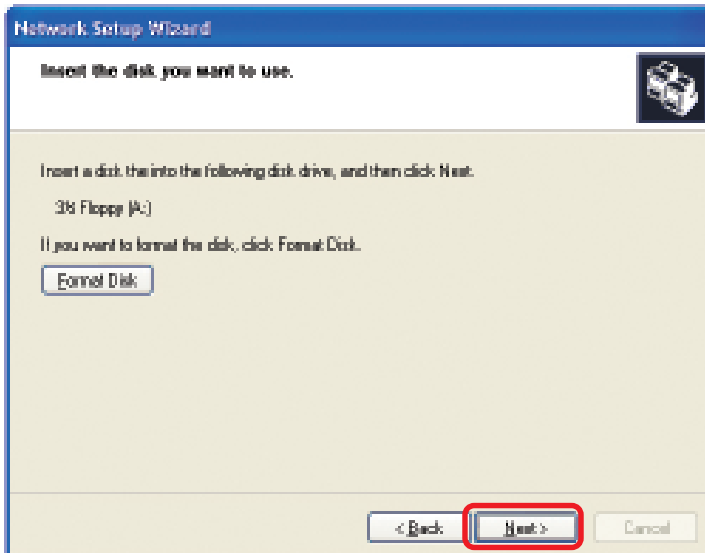 Network Setup Wizard
Insert the disk you want to use.
Insert a disk the into the following disk drive, and then click Next.
3½ Floppy (A:)
If you want to format the disk, click Format Disk.
Format Disk
< Back
Next >
Cancel